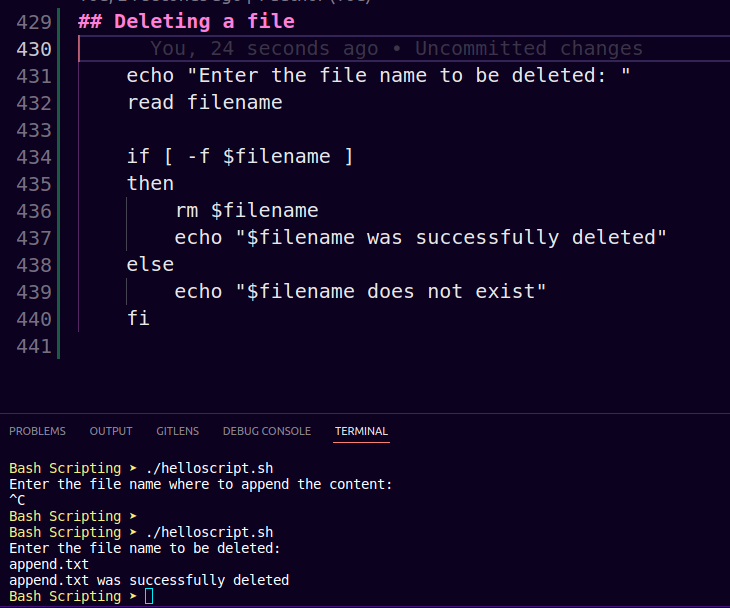 429 ## Deleting a file
430 You, 24 seconds ago • Uncommitted changes
431 echo "Enter the file name to be deleted: "
432 read filename
433
434 if [ -f $filename ]
435 then
436 rm $filename
437 echo "$filename was successfully deleted"
438 else
439 echo "$filename does not exist"
440 fi
441
PROBLEMS OUTPUT GITLENS DEBUG CONSOLE TERMINAL
Bash Scripting ➤ ./helloscript.sh
Enter the file name where to append the content:
^C
Bash Scripting ➤
Bash Scripting ➤ ./helloscript.sh
Enter the file name to be deleted:
append.txt
append.txt was successfully deleted
Bash Scripting ➤